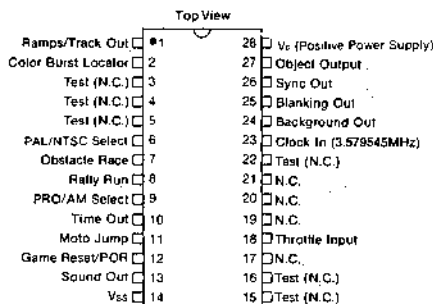 Top View
Ramps/Track Out 1 28 Vc (Positive Power Supply)
Color Burst Locator 2 27 Object Output
Test (N.C.) 3 26 Sync Out
Test (N.C.) 4 25 Blanking Out
Test (N.C.) 5 24 Background Out
PAL/NTSC Select 6 23 Clock In (3.579545MHz)
Obstacle Race 7 22 Test (N.C.)
Rally Run 8 21 N.C.
PRO/AM Select 9 20 N.C.
Time Out 10 19 N.C.
Moto Jump 11 18 Throttle Input
Game Reset/POR 12 17 N.C.
Sound Out 13 16 Test (N.C.)
Vss 14 15 Test (N.C.)